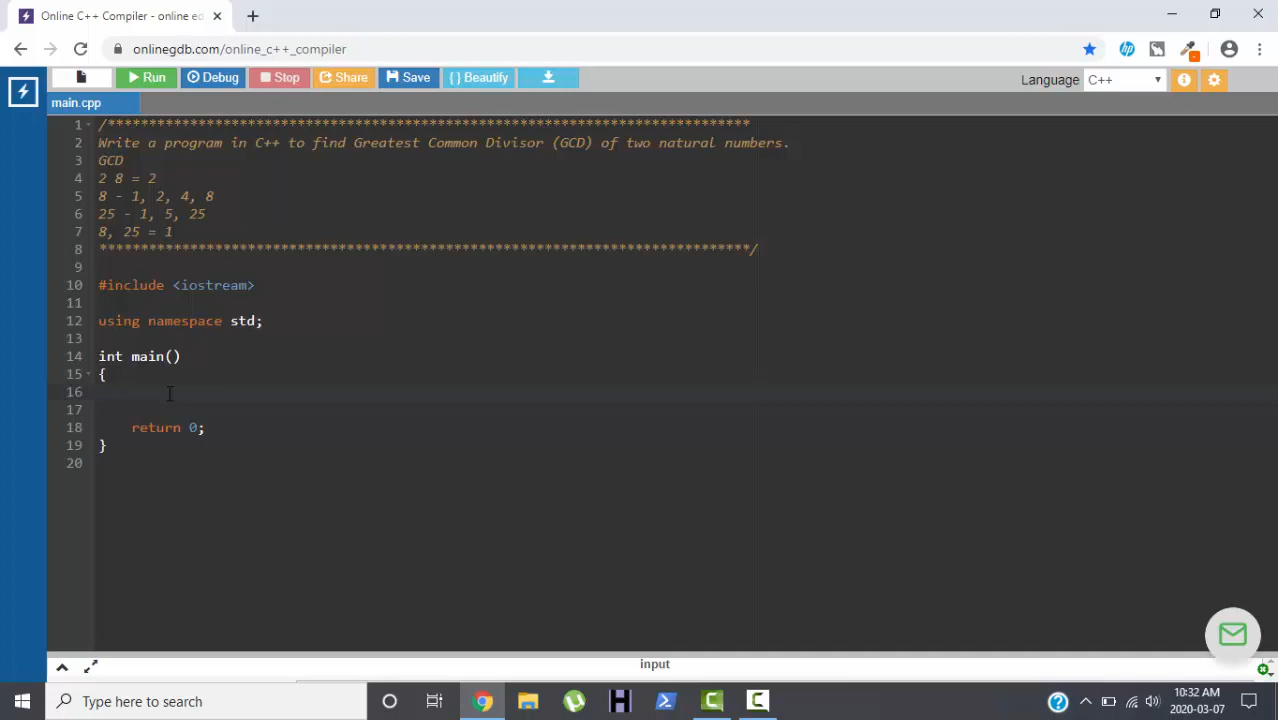 Online C++ Compiler - online ed
onlinegdb.com/online_c++_compiler
Run Debug Stop Share Save { } Beautify
Language C++
main.cpp
1 /******************************************************************************
2 Write a program in C++ to find Greatest Common Divisor (GCD) of two natural numbers.
3 GCD
4 2 8 = 2
5 8 - 1, 2, 4, 8
6 25 - 1, 5, 25
7 8, 25 = 1
8 *******************************************************************************/
9
10 #include <iostream>
11
12 using namespace std;
13
14 int main()
15 {
16
17
18 return 0;
19 }
20
input
Type here to search
10:32 AM
2020-03-07